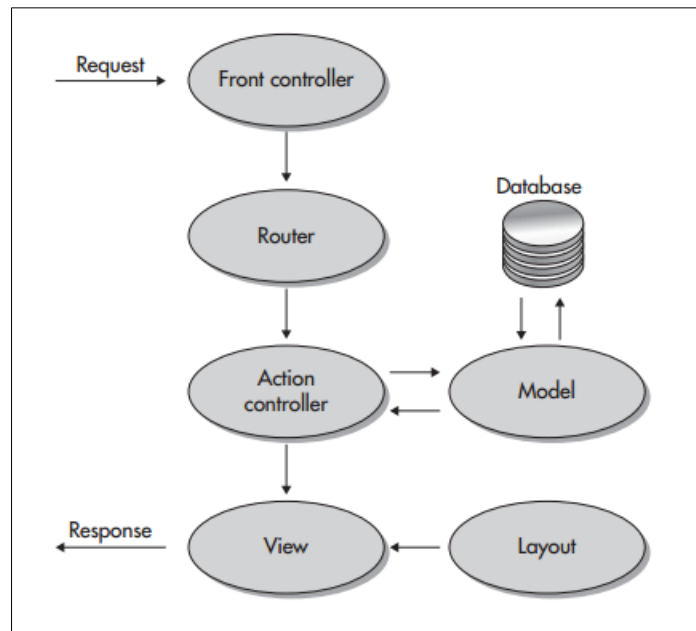 Request
Front controller
Database
Router
Action
controller
Model
Response
View
Layout